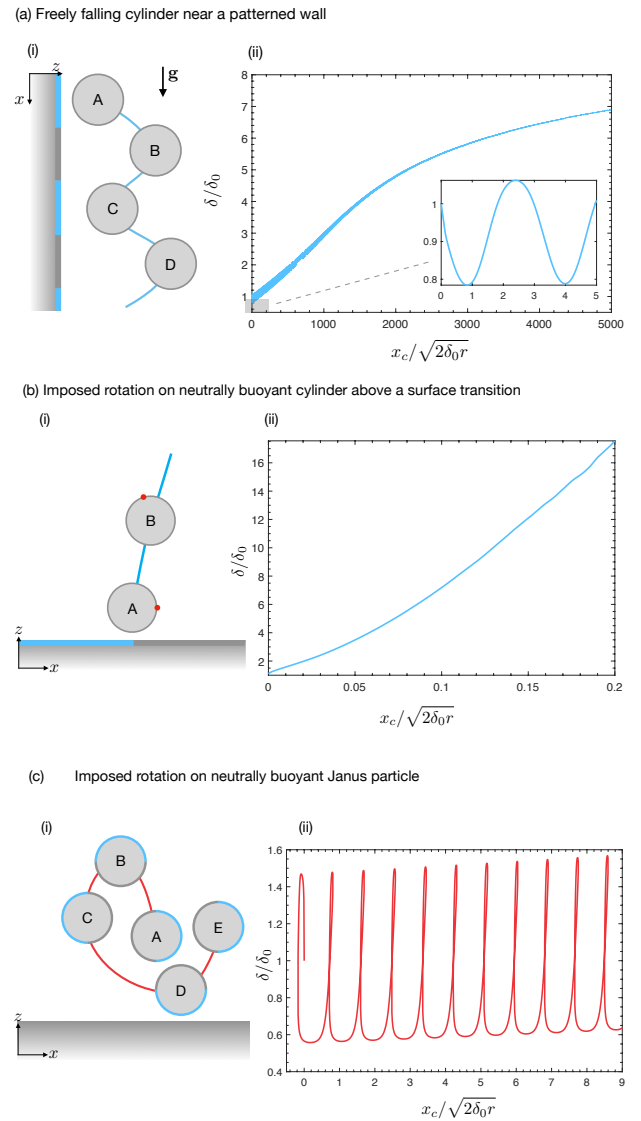 (a) Freely falling cylinder near a patterned wall
(i)
(ii)
z
x
g
A
B
C
D
8
7
6
5
4
3
2
1
δ/δ₀
0 1000 2000 3000 4000 5000
x_c/√(2δ₀r)
1
0.9
0.8
0 1 2 3 4 5
(b) Imposed rotation on neutrally buoyant cylinder above a surface transition
(i)
(ii)
B
A
z
x
16
14
12
10
8
6
4
2
δ/δ₀
0 0.05 0.1 0.15 0.2
x_c/√(2δ₀r)
(c) Imposed rotation on neutrally buoyant Janus particle
(i)
(ii)
B
C
A
E
D
z
x
1.6
1.4
1.2
1
0.8
0.6
0.4
δ/δ₀
0 1 2 3 4 5 6 7 8 9
x_c/√(2δ₀r)